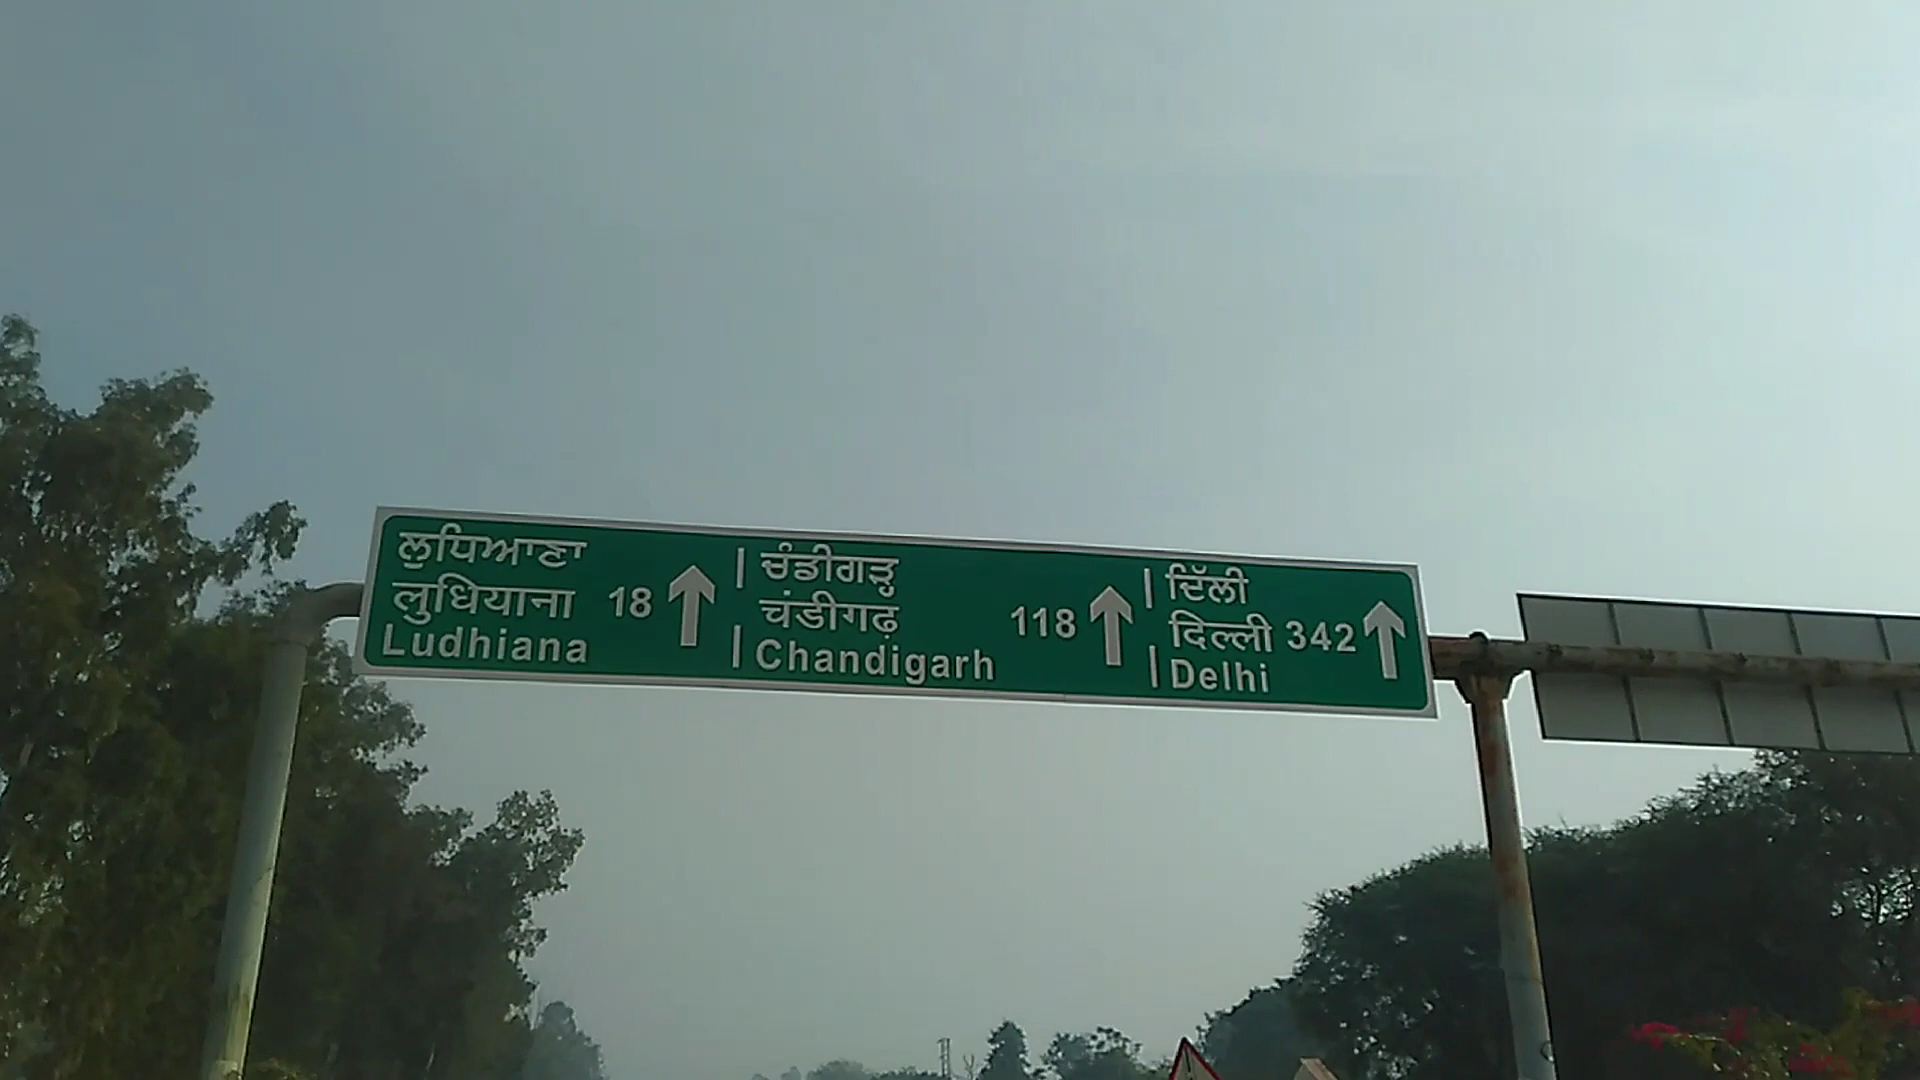 ਲੁਧਿਆਣਾ
लुधियाना 18
Ludhiana
ਚੰਡੀਗੜ੍ਹ
चंडीगढ़ 118
Chandigarh
ਦਿੱਲੀ
दिल्ली 342
Delhi